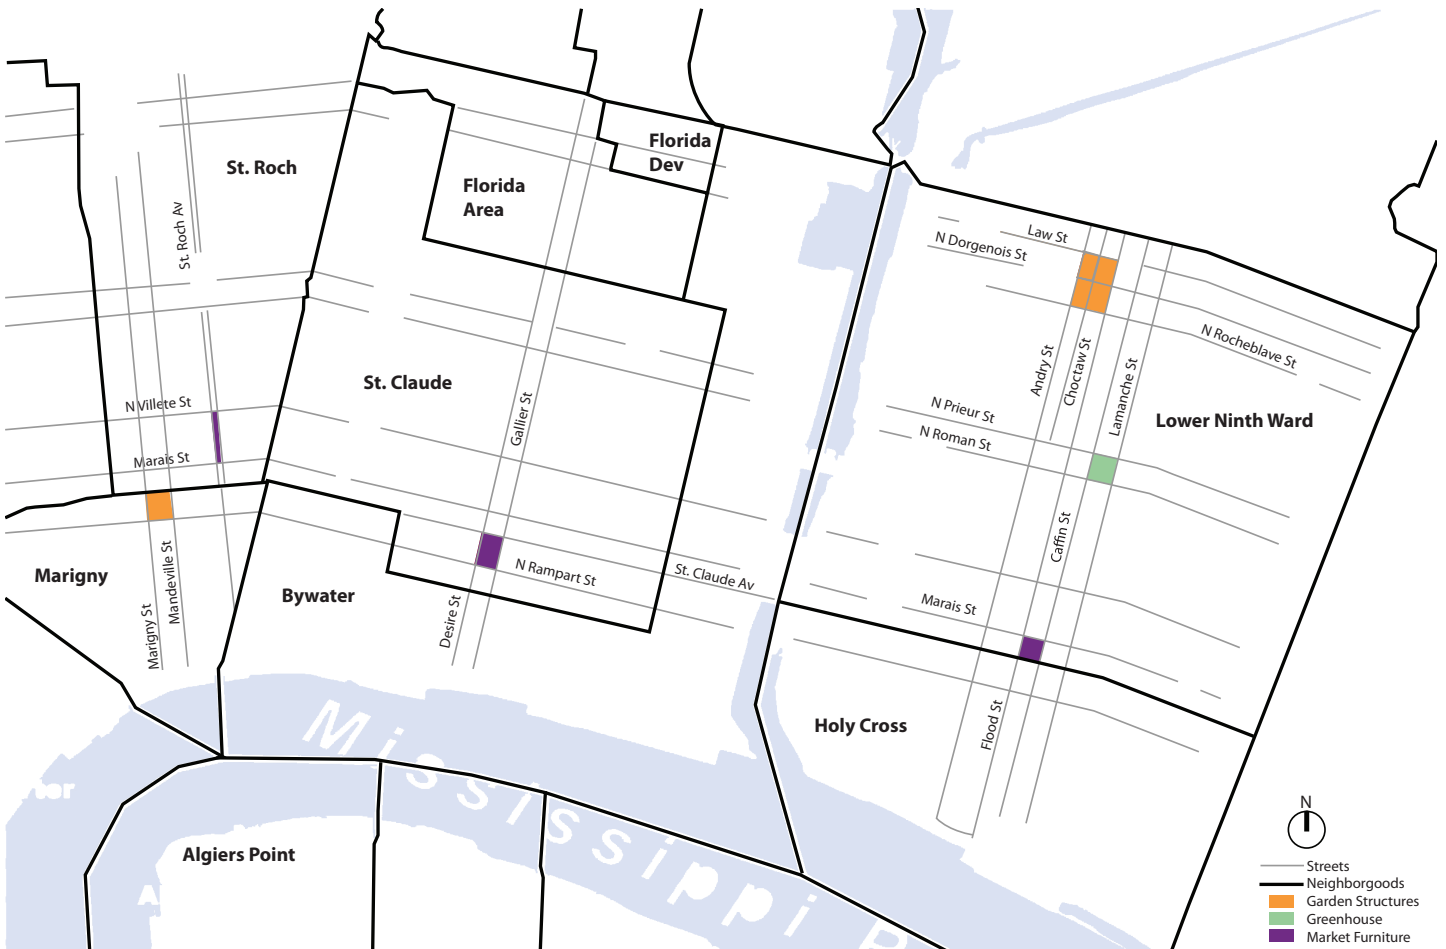 Florida
Dev
St. Roch
Florida
Area
St. Roch Av
Law St
N Dorgenois St
N Rocheblave St
Andry St
Choctaw St
Lamanche St
St. Claude
Gallier St
N Villete St
N Prieur St
N Roman St
Lower Ninth Ward
Marais St
Caffin St
Marigny
Mandeville St
Marigny St
Bywater
Desire St
N Rampart St
St. Claude Av
Marais St
Flood St
Holy Cross
Mississippi R
Algiers Point
N
Streets
Neighborgoods
Garden Structures
Greenhouse
Market Furniture